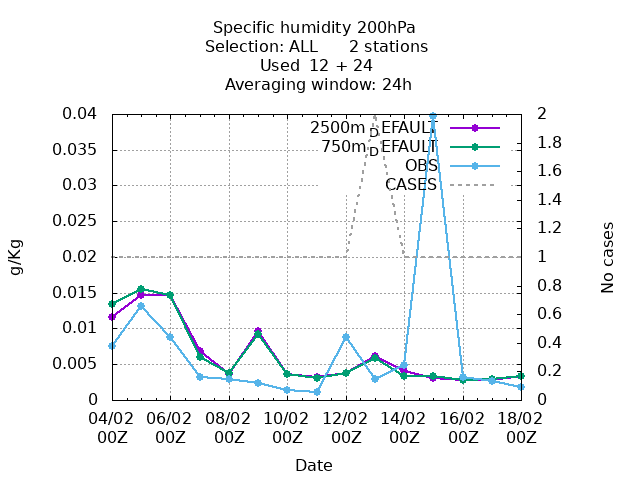 Specific humidity 200hPa
Selection: ALL 2 stations
Used 12 + 24
Averaging window: 24h
2500m DEFAULT
750m DEFAULT
OBS
CASES
0.04
0.035
0.03
0.025
0.02
0.015
0.01
0.005
0
g/Kg
2
1.8
1.6
1.4
1.2
1
0.8
0.6
0.4
0.2
0
No cases
04/02 06/02 08/02 10/02 12/02 14/02 16/02 18/02
00Z 00Z 00Z 00Z 00Z 00Z 00Z 00Z
Date